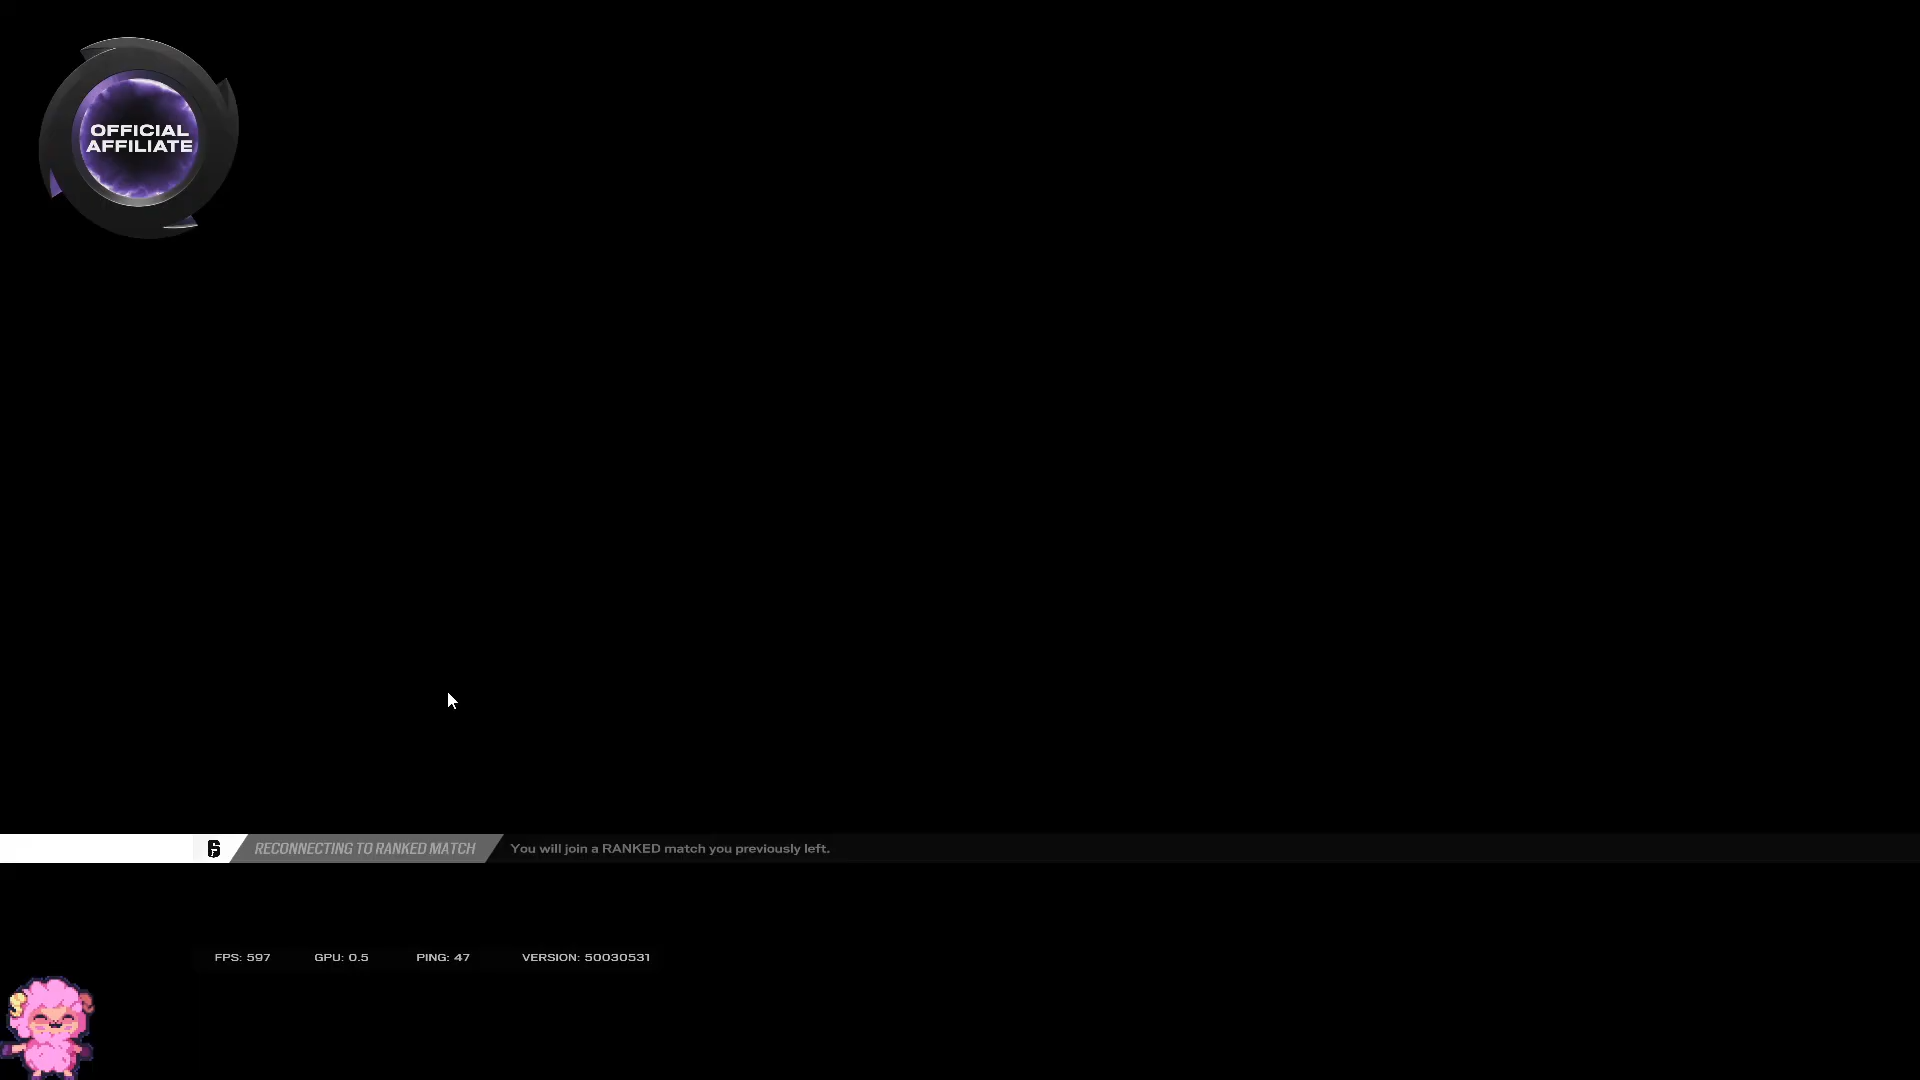 OFFICIAL
AFFILIATE
RECONNECTING TO RANKED MATCH
You will join a RANKED match you previously left.
FPS: 597 GPU: 0.5 PING: 47 VERSION: 50030531